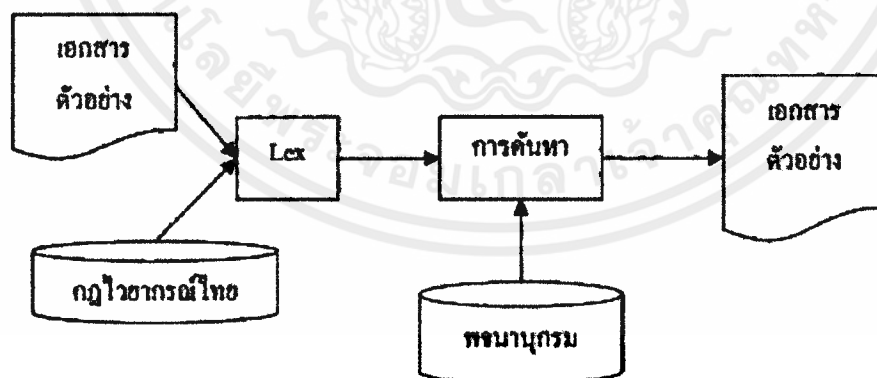 เอกสาร
ตัวอย่าง
Lex
การค้นหา
เอกสาร
ตัวอย่าง
กฎไวยากรณ์ไทย
พจนานุกรม